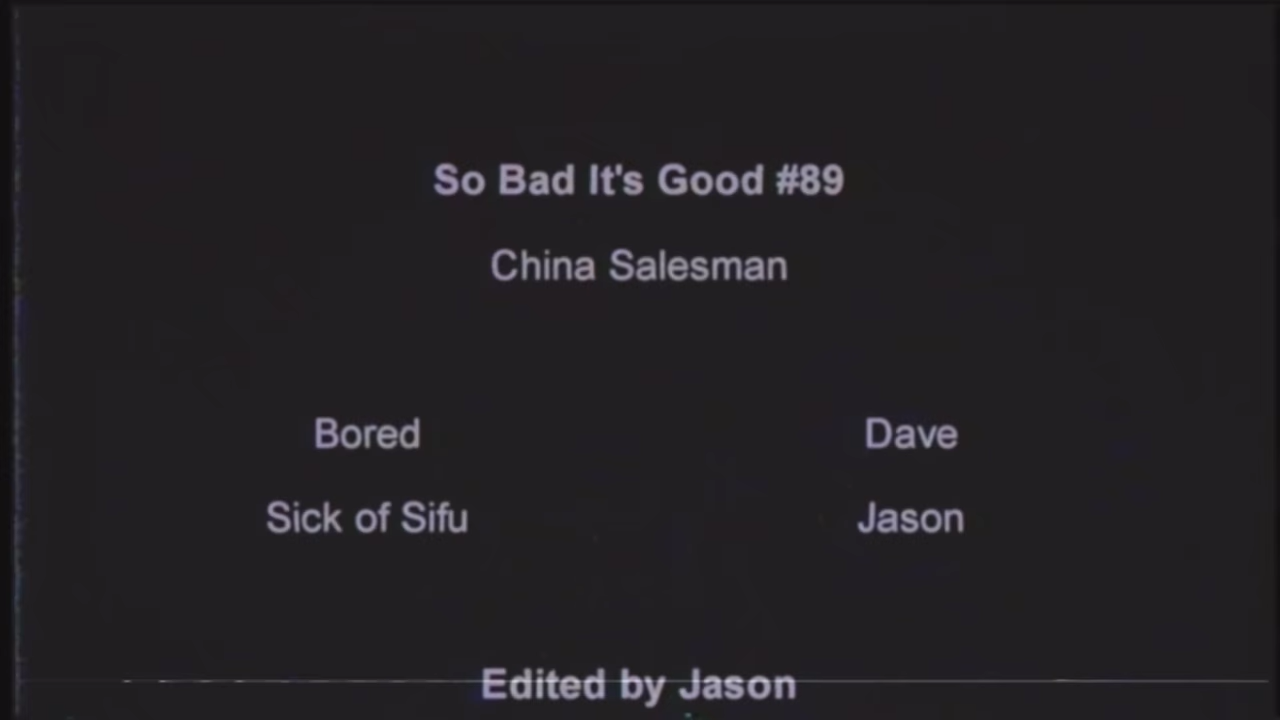 So Bad It's Good #89
China Salesman
Bored Dave
Sick of Sifu Jason
Edited by Jason